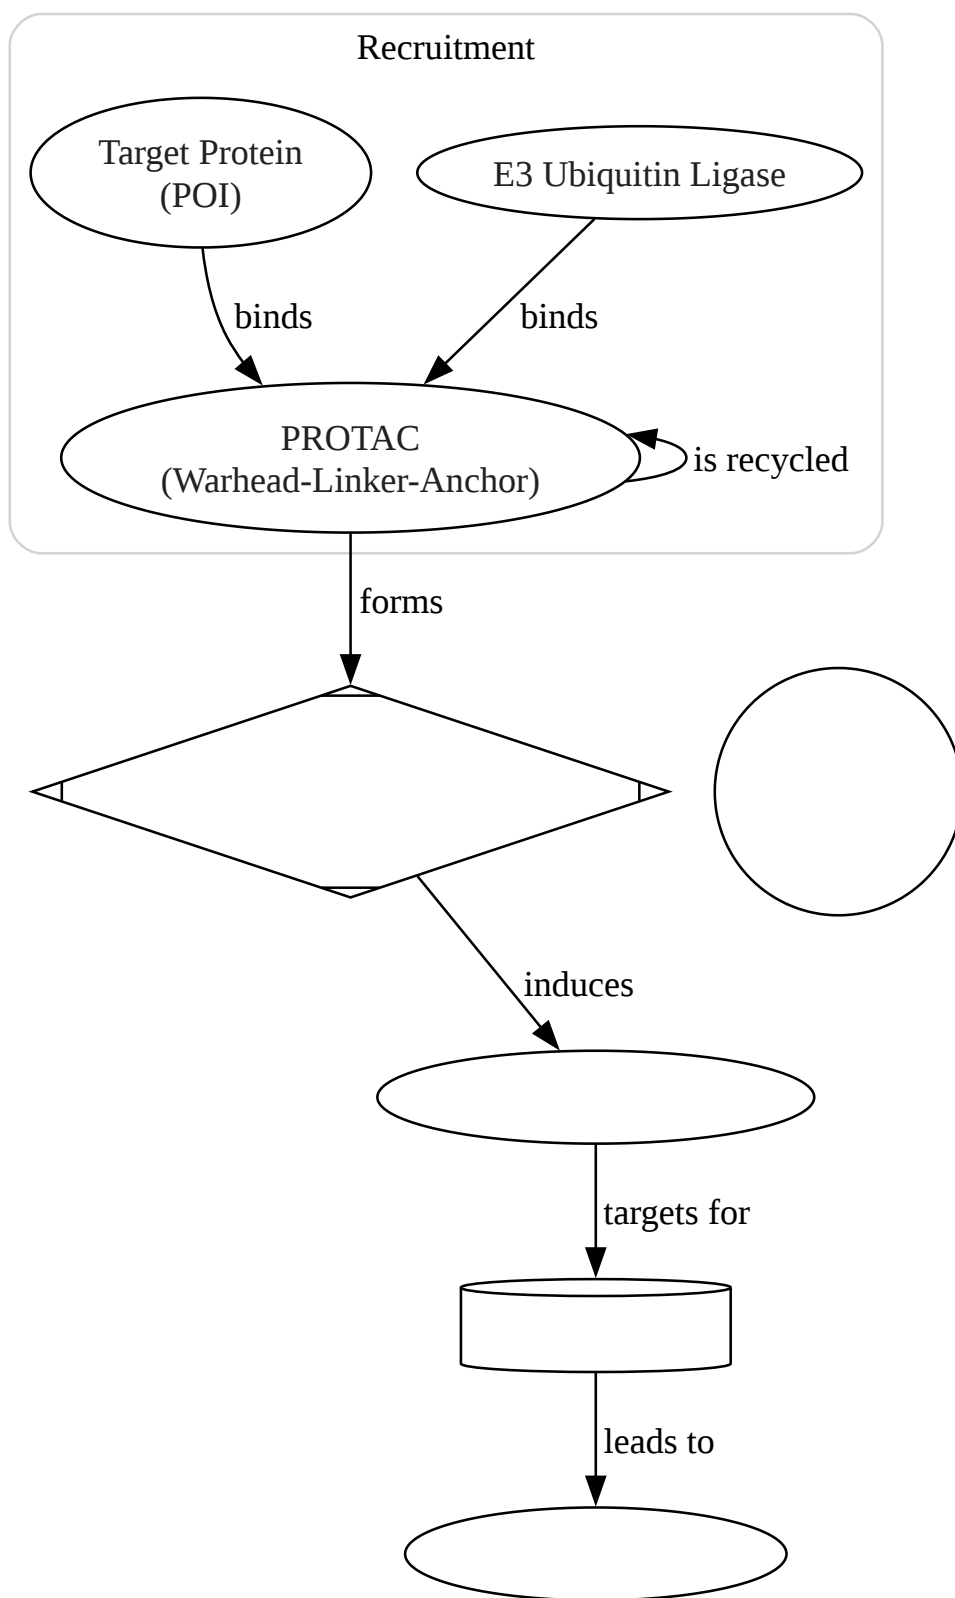 Recruitment
Target Protein
(POI)
E3 Ubiquitin Ligase
binds
binds
PROTAC
(Warhead-Linker-Anchor)
is recycled
forms
induces
targets for
leads to